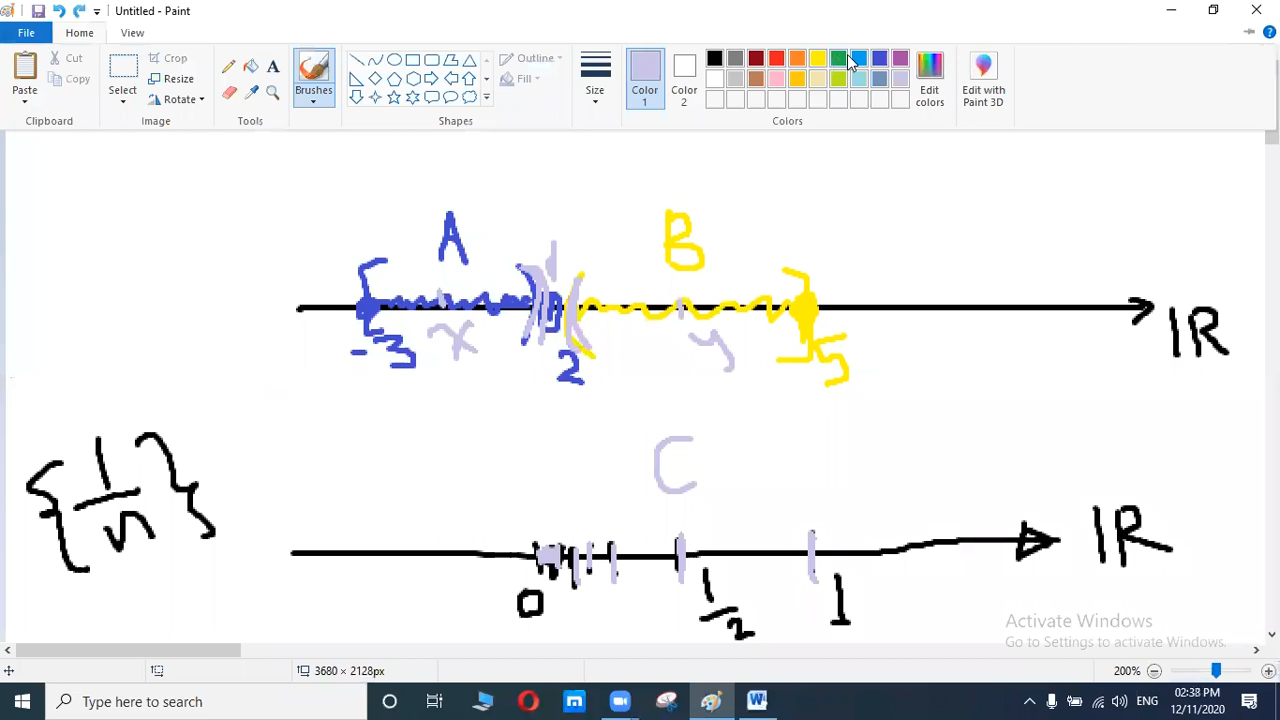 Untitled - Paint
File
Home
View
Paste
Cut
Copy
Clipboard
Select
Crop
Resize
Rotate
Image
Tools
Brushes
Shapes
Outline
Fill
Size
Color 1
Color 2
Colors
Edit colors
Edit with Paint 3D
A
B
[
)
(
]
-3
x
2
y
5
IR
C
{1/n}
0
1/2
1
IR
Activate Windows
Go to Settings to activate Windows.
3680 × 2128px
200%
Type here to search
ENG
02:38 PM
12/11/2020